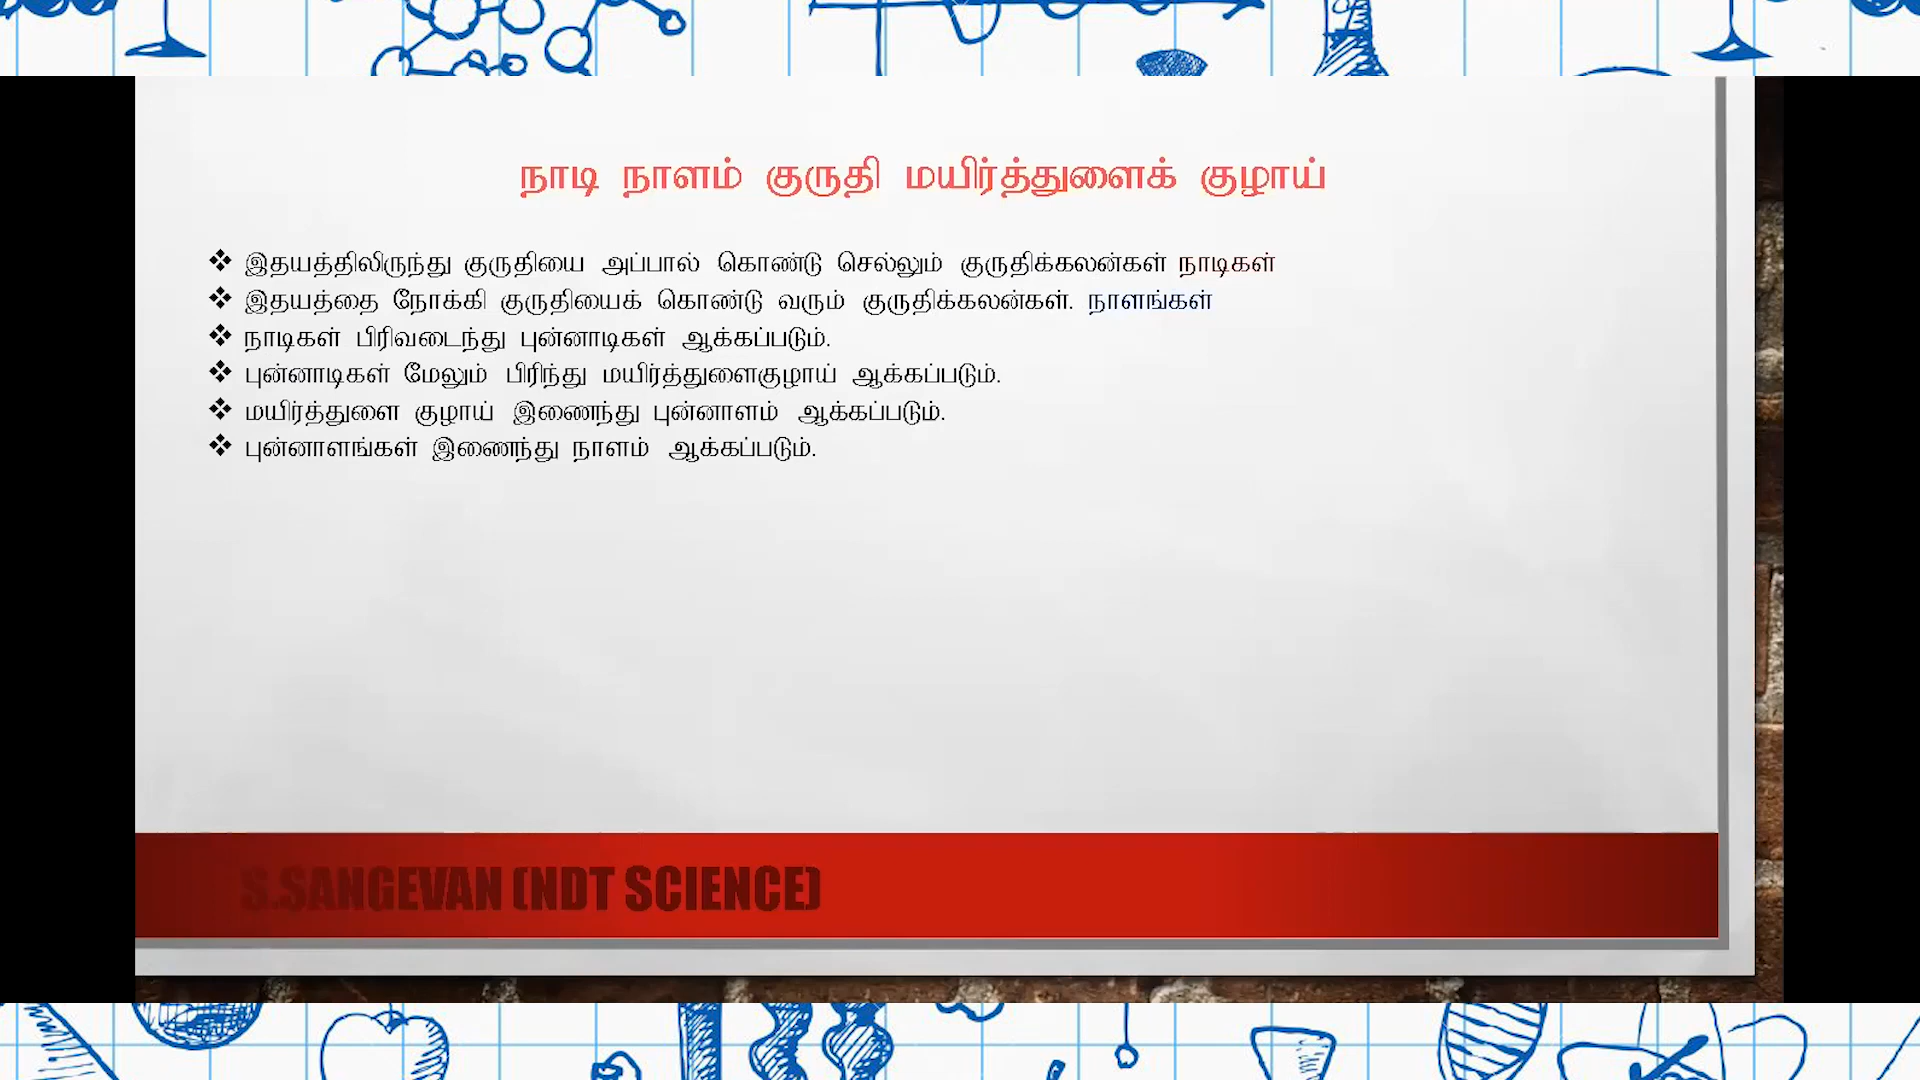 நாடி நாளம் குருதி மயிர்த்துளைக் குழாய்
❖ இதயத்திலிருந்து குருதியை அப்பால் கொண்டு செல்லும் குருதிக்கலன்கள் நாடிகள்
❖ இதயத்தை நோக்கி குருதியைக் கொண்டு வரும் குருதிக்கலன்கள். நாளங்கள்
❖ நாடிகள் பிரிவடைந்து புன்னாடிகள் ஆக்கப்படும்.
❖ புன்னாடிகள் மேலும் பிரிந்து மயிர்த்துளைகுழாய் ஆக்கப்படும்.
❖ மயிர்த்துளை குழாய் இணைந்து புன்னாளம் ஆக்கப்படும்.
❖ புன்னாளங்கள் இணைந்து நாளம் ஆக்கப்படும்.
S.SANGEVAN (NDT SCIENCE)